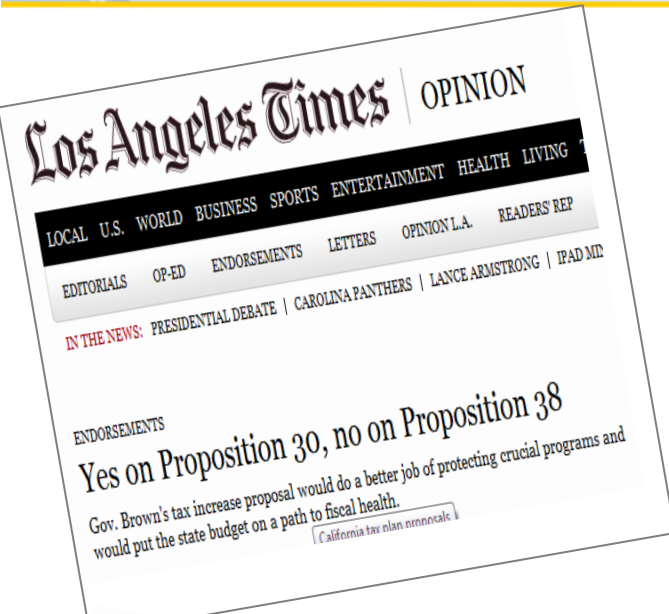 Los Angeles Times | OPINION
LOCAL U.S. WORLD BUSINESS SPORTS ENTERTAINMENT HEALTH LIVING
EDITORIALS OP-ED ENDORSEMENTS LETTERS OPINION L.A. READERS' REP
IN THE NEWS: PRESIDENTIAL DEBATE | CAROLINA PANTHERS | LANCE ARMSTRONG | IPAD
ENDORSEMENTS
Yes on Proposition 30, no on Proposition 38
Gov. Brown's tax increase proposal would do a better job of protecting crucial programs and
would put the state budget on a path to fiscal health.
California tax plan proposals